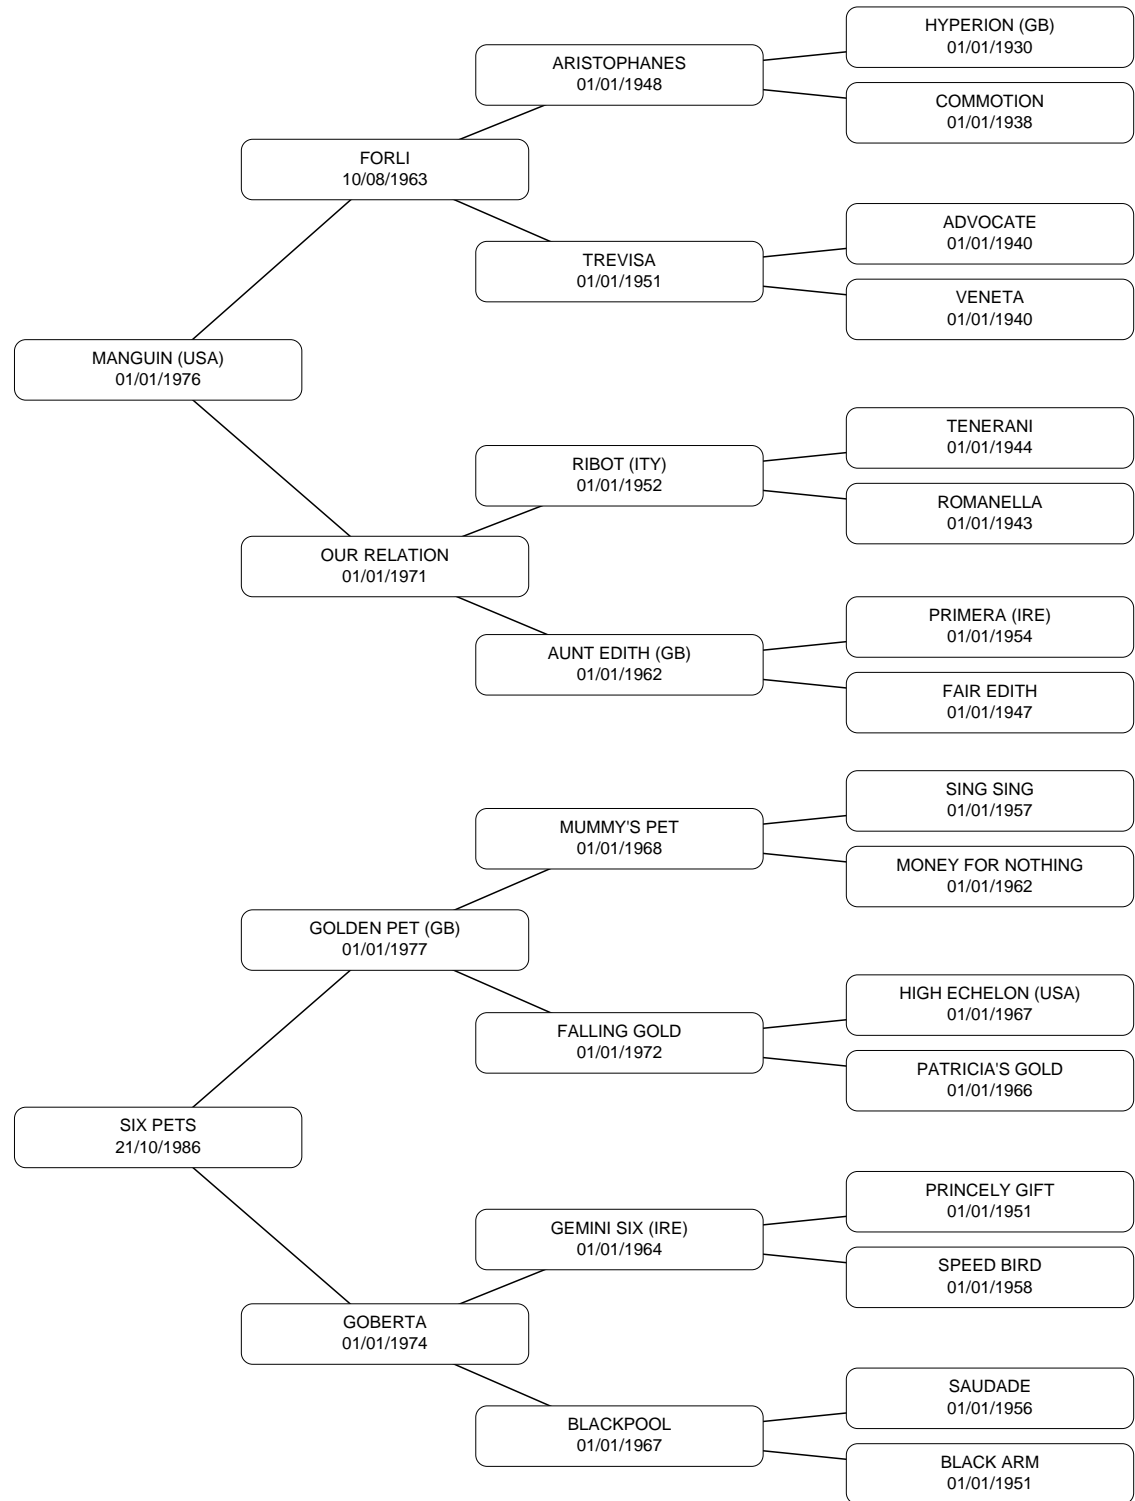 HYPERION (GB)
01/01/1930
ARISTOPHANES
01/01/1948
COMMOTION
01/01/1938
FORLI
10/08/1963
ADVOCATE
01/01/1940
TREVISA
01/01/1951
VENETA
01/01/1940
MANGUIN (USA)
01/01/1976
TENERANI
01/01/1944
RIBOT (ITY)
01/01/1952
ROMANELLA
01/01/1943
OUR RELATION
01/01/1971
PRIMERA (IRE)
01/01/1954
AUNT EDITH (GB)
01/01/1962
FAIR EDITH
01/01/1947
SING SING
01/01/1957
MUMMY'S PET
01/01/1968
MONEY FOR NOTHING
01/01/1962
GOLDEN PET (GB)
01/01/1977
HIGH ECHELON (USA)
01/01/1967
FALLING GOLD
01/01/1972
PATRICIA'S GOLD
01/01/1966
SIX PETS
21/10/1986
PRINCELY GIFT
01/01/1951
GEMINI SIX (IRE)
01/01/1964
SPEED BIRD
01/01/1958
GOBERTA
01/01/1974
SAUDADE
01/01/1956
BLACKPOOL
01/01/1967
BLACK ARM
01/01/1951